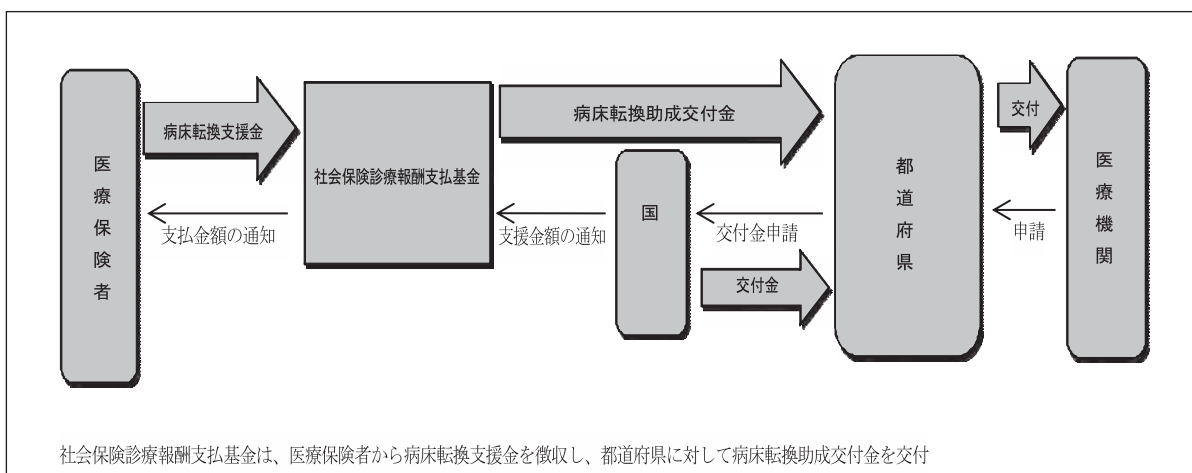 医療保険者
病床転換支援金
支払金額の通知
社会保険診療報酬支払基金
病床転換助成交付金
支援金額の通知
国
交付金申請
交付金
都道府県
交付
申請
医療機関
社会保険診療報酬支払基金は、医療保険者から病床転換支援金を徴収し、都道府県に対して病床転換助成交付金を交付